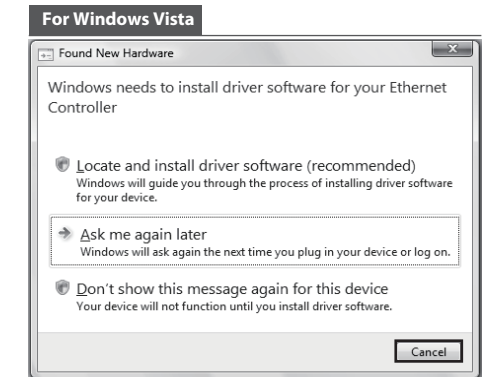 For Windows Vista
Found New Hardware
Windows needs to install driver software for your Ethernet
Controller
Locate and install driver software (recommended)
Windows will guide you through the process of installing driver software
for your device.
Ask me again later
Windows will ask again the next time you plug in your device or log on.
Don't show this message again for this device
Your device will not function until you install driver software.
Cancel